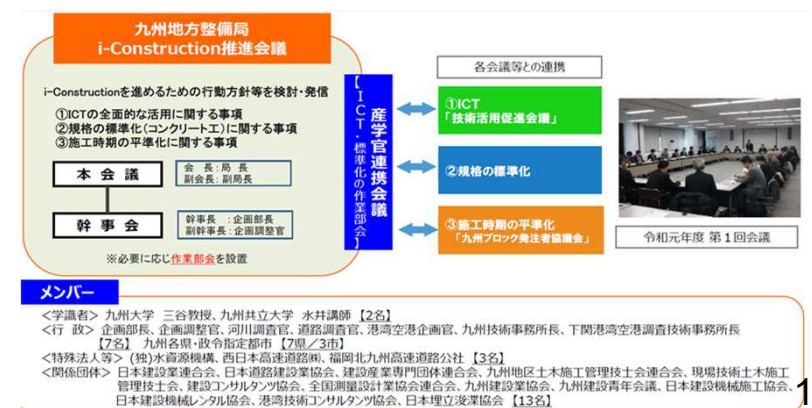 九州地方整備局
i-Construction推進会議
i-Constructionを進めるための行動方針等を検討・発信
①ICTの全面的な活用に関する事項
②規格の標準化(コンクリート工)に関する事項
③施工時期の平準化に関する事項
本会議
会 長:局 長
副会長:副局長
幹事会
幹事長 :企画部長
副幹事長:企画調整官
※必要に応じ作業部会を設置
産学官連携会議
【ICT・標準化の作業部会】
各会議等との連携
①ICT
「技術活用促進会議」
②規格の標準化
③施工時期の平準化
「九州ブロック発注者協議会」
令和元年度 第1回会議
メンバー
<学識者> 九州大学 三谷教授、九州共立大学 水井講師 【2名】
<行 政> 企画部長、企画調整官、河川調査官、道路調査官、港湾空港企画官、九州技術事務所長、下関港湾空港調査技術事務所長
【7名】 九州各県・政令指定都市 【7県/3市】
<特殊法人等> (独)水資源機構、西日本高速道路㈱、福岡北九州高速道路公社 【3名】
<関係団体> 日本建設業連合会、日本道路建設業協会、建設産業専門団体連合会、九州地区土木施工管理技士会連合会、現場技術土木施工
管理技士会、建設コンサルタンツ協会、全国測量設計業協会連合会、九州建設業協会、九州建設青年会議、日本建設機械施工協会、
日本建設機械レンタル協会、港湾技術コンサルタンツ協会、日本埋立浚渫協会 【13名】
1